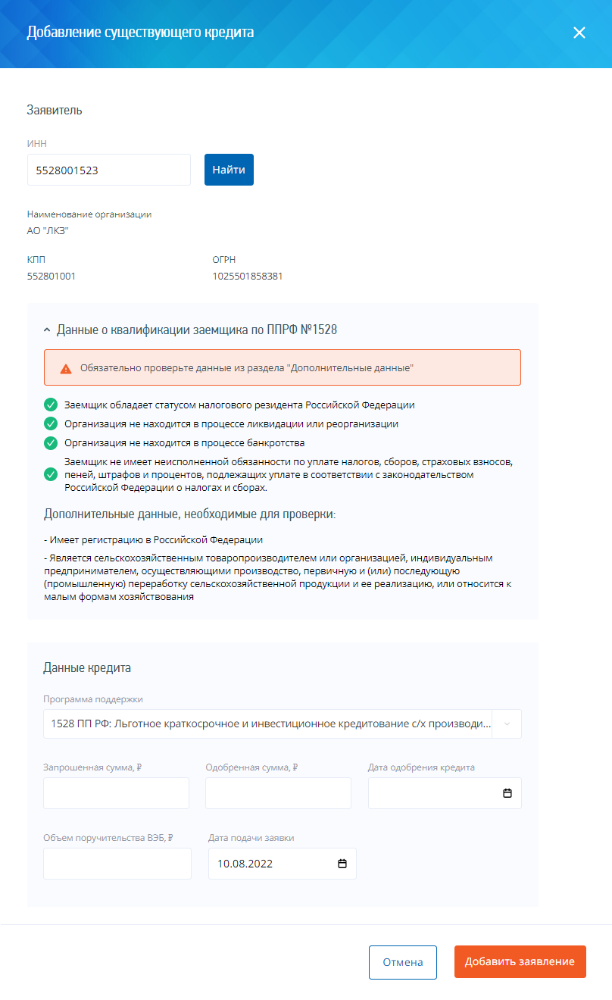 Добавление существующего кредита
Заявитель
ИНН
5528001523
Найти
Наименование организации
АО "ЛКЗ"
КПП
ОГРН
552801001
1025501858381
Данные о квалификации заемщика по ППРФ №1528
Обязательно проверьте данные из раздела "Дополнительные данные"
Заемщик обладает статусом налогового резидента Российской Федерации
Организация не находится в процессе ликвидации или реорганизации
Организация не находится в процессе банкротства
Заемщик не имеет неисполненной обязанности по уплате налогов, сборов, страховых взносов,
пеней, штрафов и процентов, подлежащих уплате в соответствии с законодательством
Российской Федерации о налогах и сборах.
Дополнительные данные, необходимые для проверки:
- Имеет регистрацию в Российской Федерации
- Является сельскохозяйственным товаропроизводителем или организацией, индивидуальным
предпринимателем, осуществляющими производство, первичную и (или) последующую
(промышленную) переработку сельскохозяйственной продукции и ее реализацию, или относится к
малым формам хозяйствования
Данные кредита
Программа поддержки
1528 ПП РФ: Льготное краткосрочное и инвестиционное кредитование с/х производи...
Запрошенная сумма, ₽
Одобренная сумма, ₽
Дата одобрения кредита
Объем поручительства ВЭБ, ₽
Дата подачи заявки
10.08.2022
Отмена
Добавить заявление